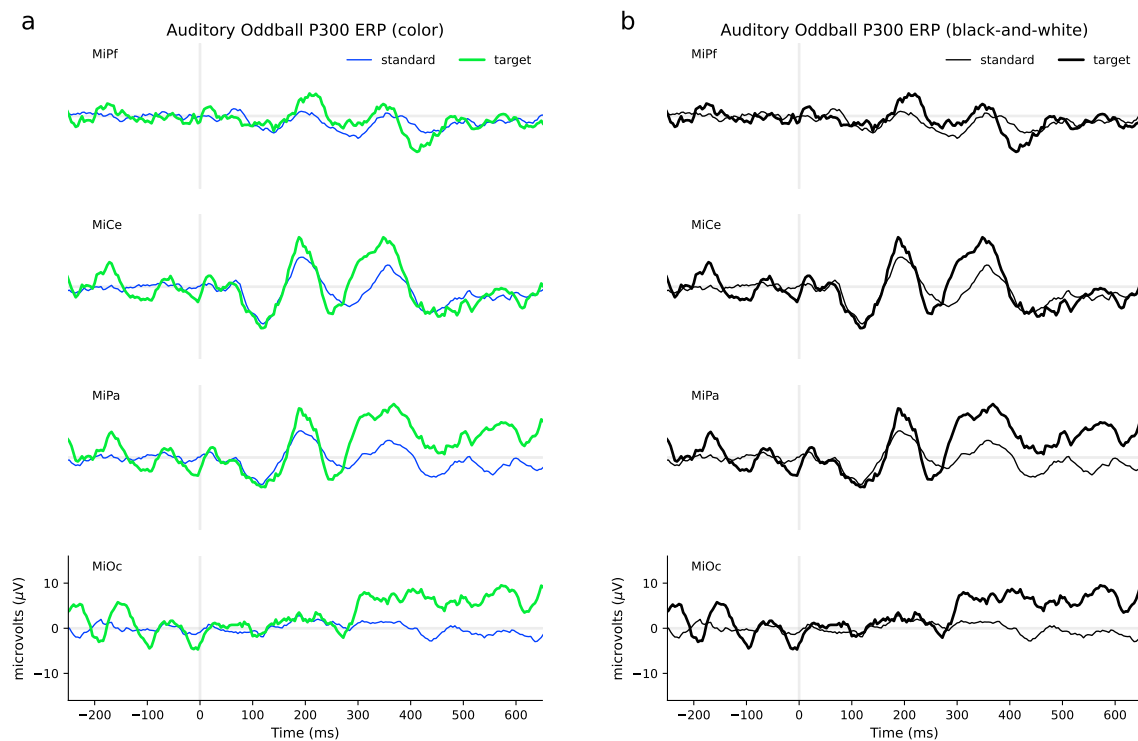 a
Auditory Oddball P300 ERP (color)
MiPf
standard target
MiCe
MiPa
MiOc
10
0
−10
microvolts (μV)
−200 −100 0 100 200 300 400 500 600
Time (ms)
b
Auditory Oddball P300 ERP (black-and-white)
MiPf
standard target
MiCe
MiPa
MiOc
10
0
−10
microvolts (μV)
−200 −100 0 100 200 300 400 500 600
Time (ms)